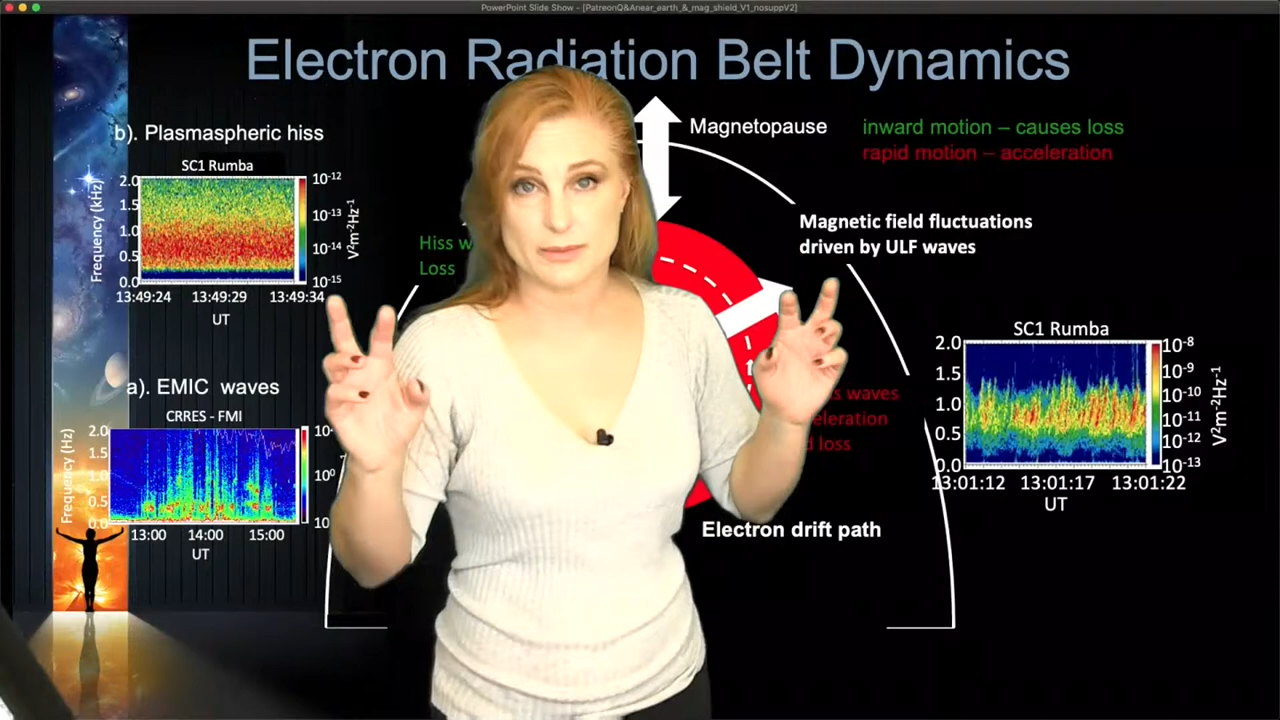 PowerPoint Slide Show - [PatreonQ&Anear_earth_&_mag_shield_V1_nosuppV2]
Electron Radiation Belt Dynamics
b). Plasmaspheric hiss
SC1 Rumba
Frequency (kHz)
2.0
1.5
1.0
0.5
0.0
10-12
10-13
10-14
10-15
V²m-2Hz-1
13:49:24 13:49:29 13:49:34
UT
Hiss
Loss
Magnetopause
inward motion – causes loss
rapid motion – acceleration
Magnetic field fluctuations
driven by ULF waves
a). EMIC waves
CRRES - FMI
Frequency (Hz)
2.0
1.5
1.0
0.5
0.0
10⁰
10
13:00 14:00 15:00
UT
waves
loss
Electron drift path
SC1 Rumba
2.0
1.5
1.0
0.5
0.0
10-8
10-9
10-10
10-11
10-12
10-13
V²m-2Hz-1
13:01:12 13:01:17 13:01:22
UT